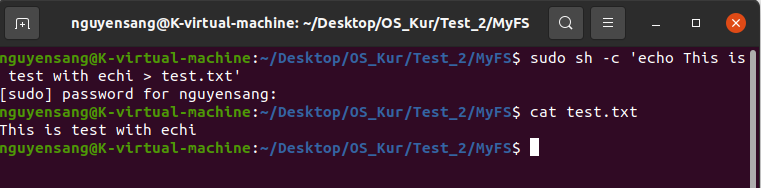 nguyensang@K-virtual-machine: ~/Desktop/OS_Kur/Test_2/MyFS
nguyensang@K-virtual-machine:~/Desktop/OS_Kur/Test_2/MyFS$ sudo sh -c 'echo This is
 test with echi > test.txt'
[sudo] password for nguyensang:
nguyensang@K-virtual-machine:~/Desktop/OS_Kur/Test_2/MyFS$ cat test.txt
This is test with echi
nguyensang@K-virtual-machine:~/Desktop/OS_Kur/Test_2/MyFS$